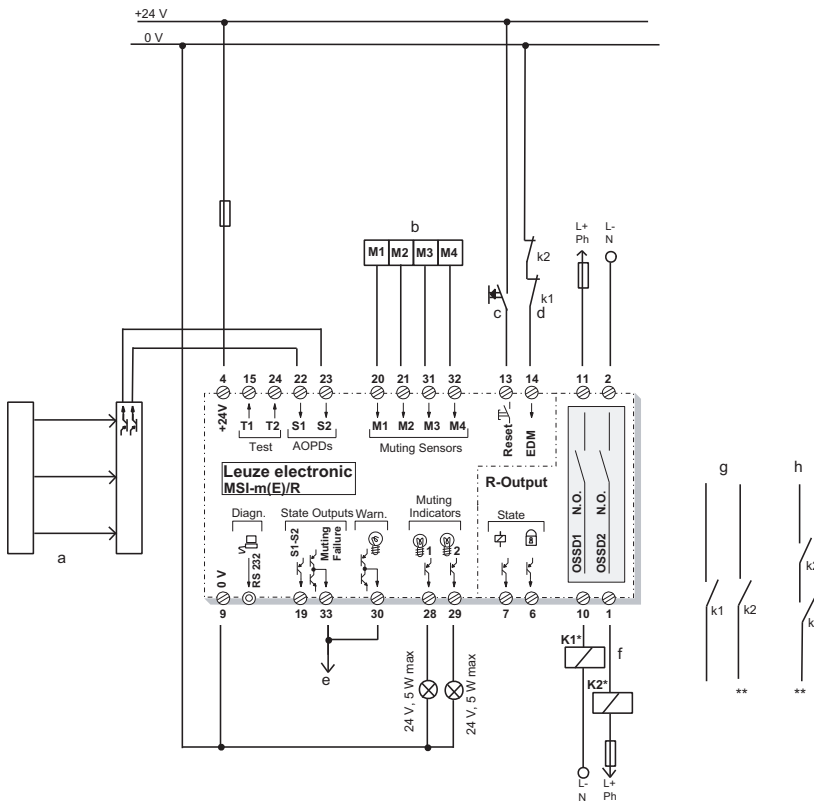 +24 V
0 V
b
M1 M2 M3 M4
L+
Ph
L-
N
k2
k1
c
d
4 15 24 22 23 20 21 31 32 13 14 11 2
+24V
T1 T2 S1 S2 M1 M2 M3 M4
Test
AOPDs
Muting Sensors
Reset
EDM
Leuze electronic
MSI-m(E)/R
R-Output
OSSD1 N.O.
OSSD2 N.O.
Diagn.
State Outputs
Warn.
Muting
Indicators
State
S1-S2
Muting
Failure
1 2
RS 232
0 V
9 19 33 30 28 29 7 6 10 1
a
e
24 V, 5 W max
24 V, 5 W max
K1*
f
K2*
L-
N
L+
Ph
g
h
k1
k2
**
**